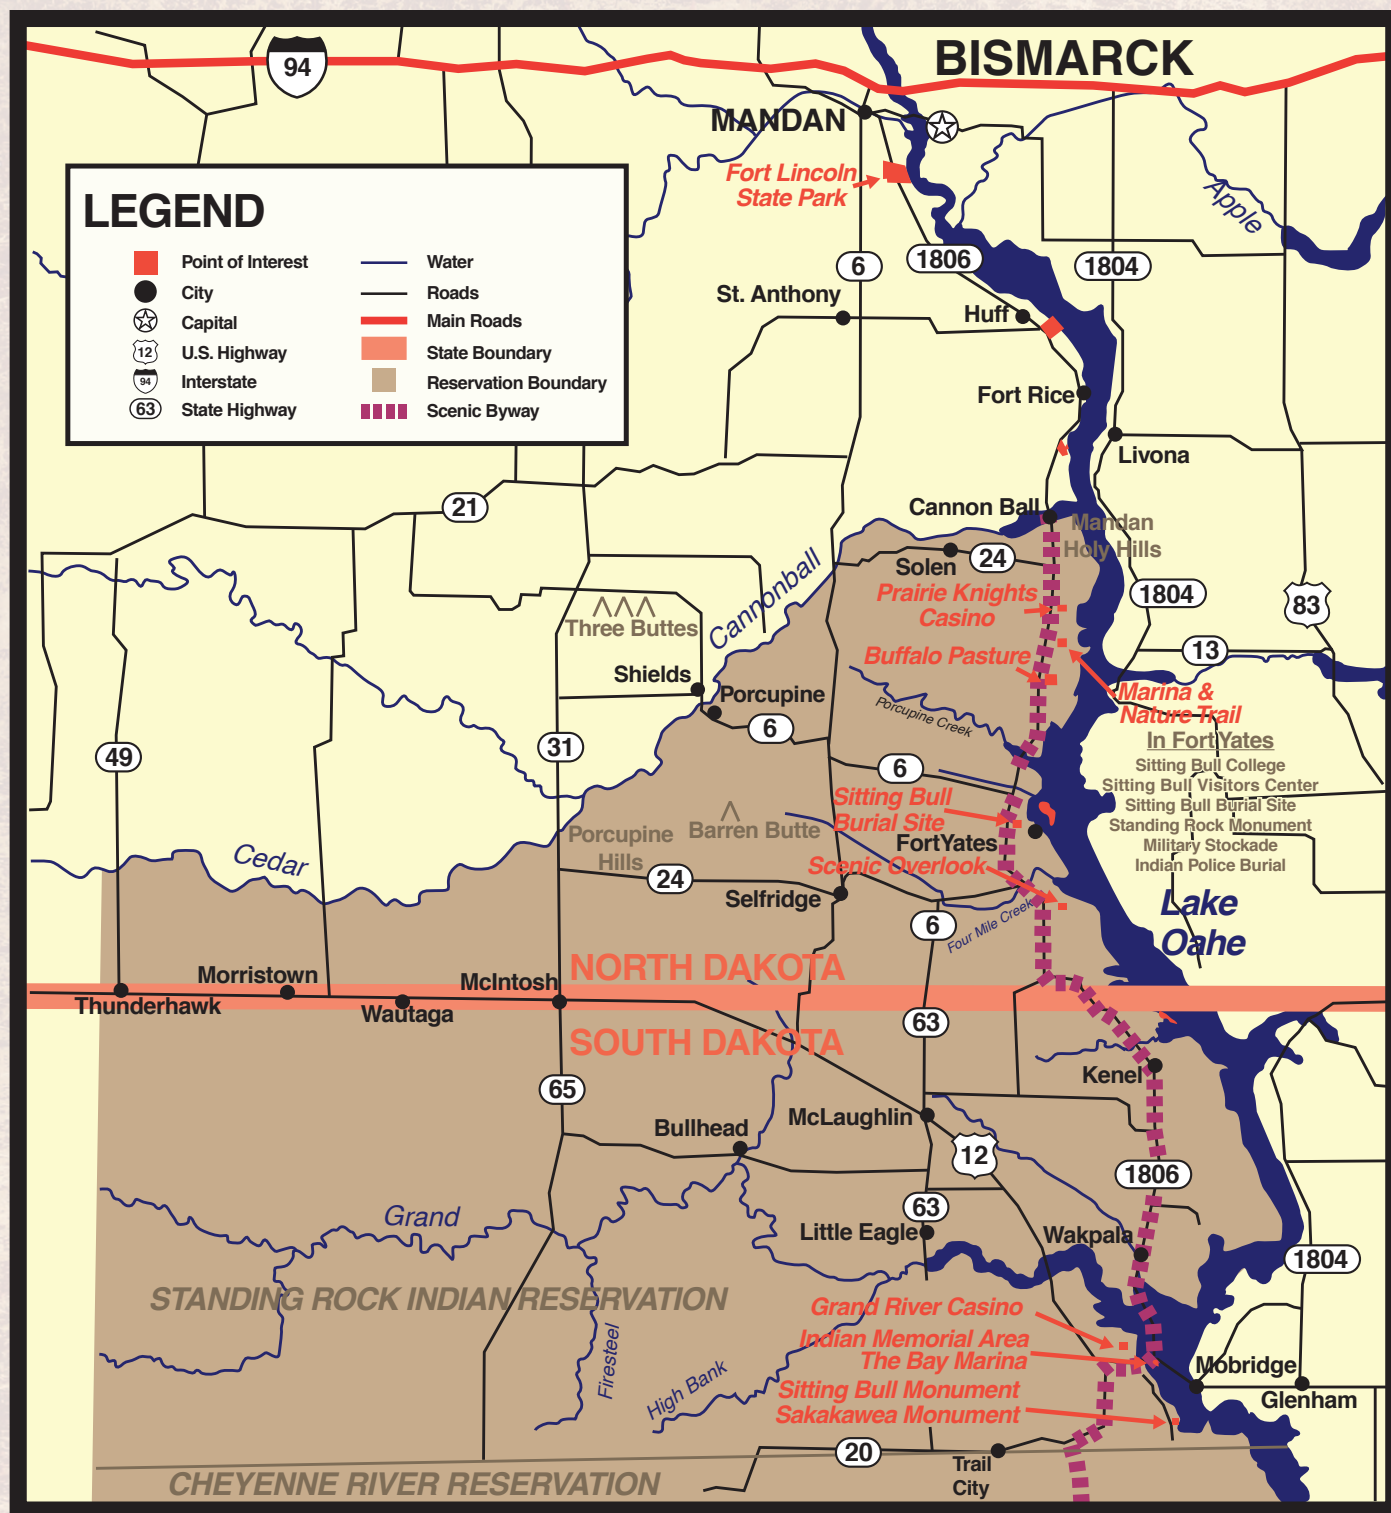 94
BISMARCK
MANDAN
Fort Lincoln
State Park
Apple
LEGEND
Point of Interest
City
Capital
12
U.S. Highway
94
Interstate
63
State Highway
Water
Roads
Main Roads
State Boundary
Reservation Boundary
Scenic Byway
6
1806
1804
St. Anthony
Huff
Fort Rice
Livona
21
Cannon Ball
Mandan
Holy Hills
Solen
24
Cannonball
Prairie Knights
Casino
1804
83
Three Buttes
13
Buffalo Pasture
Shields
Porcupine
Marina &
Nature Trail
Porcupine Creek
6
49
31
In Fort Yates
Sitting Bull College
Sitting Bull Visitors Center
Sitting Bull Burial Site
Standing Rock Monument
Military Stockade
Indian Police Burial
6
Sitting Bull
Burial Site
Barren Butte
Porcupine
Hills
Fort Yates
Cedar
Scenic Overlook
24
Selfridge
Lake
Oahe
6
Four Mile Creek
NORTH DAKOTA
Morristown
McIntosh
Thunderhawk
Wautaga
63
SOUTH DAKOTA
Kenel
65
McLaughlin
Bullhead
12
1806
63
Grand
Little Eagle
Wakpala
1804
STANDING ROCK INDIAN RESERVATION
Grand River Casino
Indian Memorial Area
The Bay Marina
Firesteel
High Bank
Mobridge
Sitting Bull Monument
Sakakawea Monument
Glenham
20
Trail
City
CHEYENNE RIVER RESERVATION